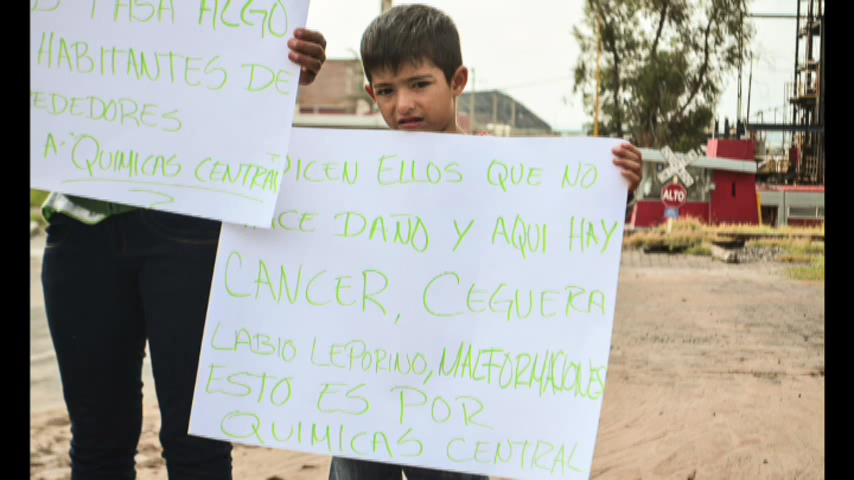 PASA ALGO
HABITANTES DE
A QUIMICAS CENTRAL
?
DICEN ELLOS QUE NO
DAÑO Y AQUI HAY
CANCER, CEGUERA
LABIO LEPORINO, MALFORMACIONES
ESTO ES POR
QUIMICAS CENTRAL
ALTO